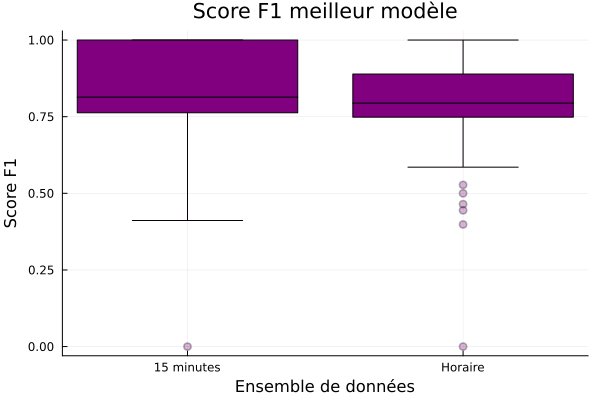 Score F1 meilleur modèle
Score F1
1.00
0.75
0.50
0.25
0.00
15 minutes
Horaire
Ensemble de données